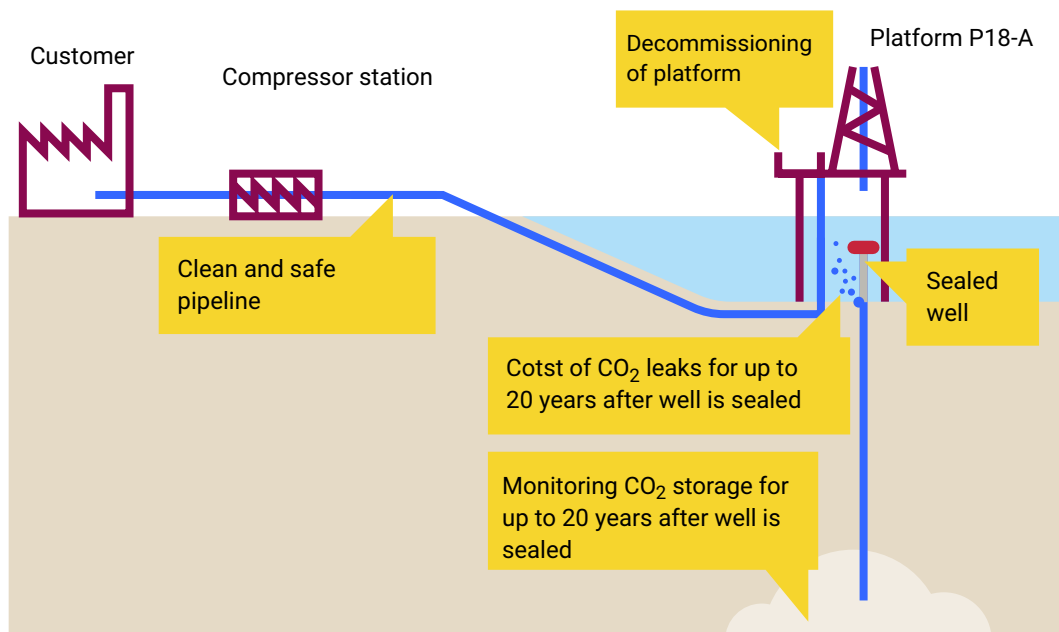 Customer
Compressor station
Decommissioning
of platform
Platform P18-A
Clean and safe
pipeline
Sealed
well
Cotst of CO₂ leaks for up to
20 years after well is sealed
Monitoring CO₂ storage for
up to 20 years after well is
sealed